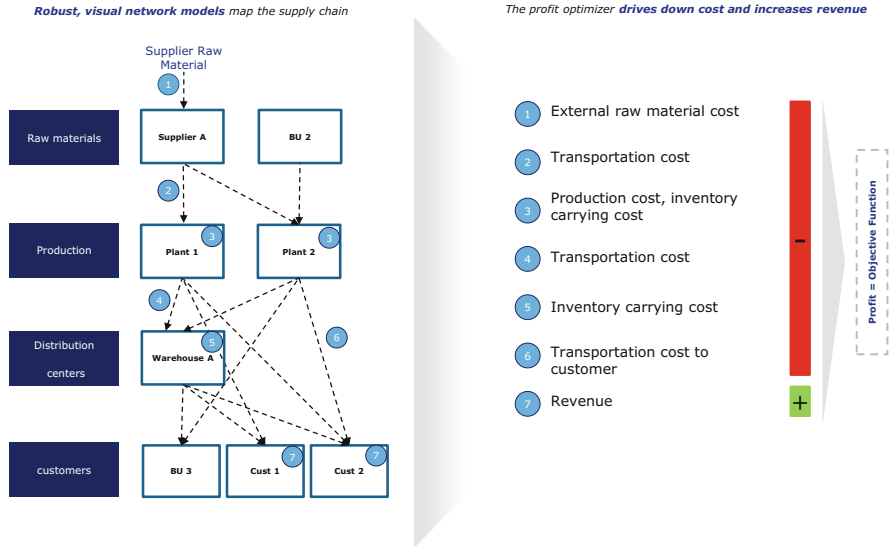 Robust, visual network models map the supply chain
The profit optimizer drives down cost and increases revenue
Supplier Raw
Material
1
Raw materials
Supplier A
BU 2
2
Production
Plant 1
3
Plant 2
3
4
Distribution
centers
Warehouse A
5
6
customers
BU 3
Cust 1
7
Cust 2
7
1
External raw material cost
2
Transportation cost
3
Production cost, inventory
carrying cost
4
Transportation cost
5
Inventory carrying cost
6
Transportation cost to
customer
7
Revenue
-
+
Profit = Objective Function